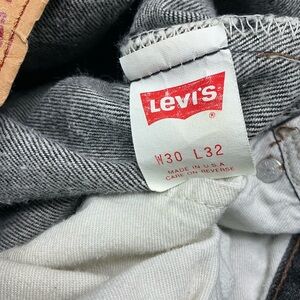 LEVI'S
®
W30 L32
MADE IN U.S.A
CARE ON REVERSE